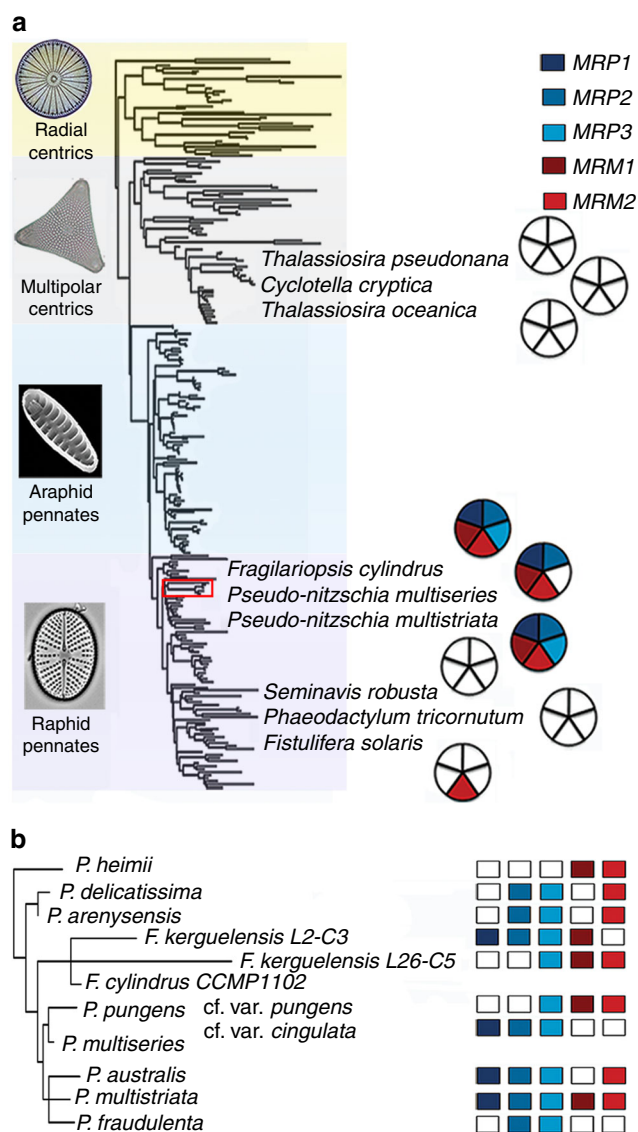 a
Radial
centrics
Multipolar
centrics
Araphid
pennates
Raphid
pennates
MRP1
MRP2
MRP3
MRM1
MRM2
Thalassiosira pseudonana
Cyclotella cryptica
Thalassiosira oceanica
Fragilariopsis cylindrus
Pseudo-nitzschia multiseries
Pseudo-nitzschia multistriata
Seminavis robusta
Phaeodactylum tricornutum
Fistulifera solaris
b
P. heimii
P. delicatissima
P. arenysensis
F. kerguelensis L2-C3
F. kerguelensis L26-C5
F. cylindrus CCMP1102
P. pungens cf. var. pungens
cf. var. cingulata
P. multiseries
P. australis
P. multistriata
P. fraudulenta